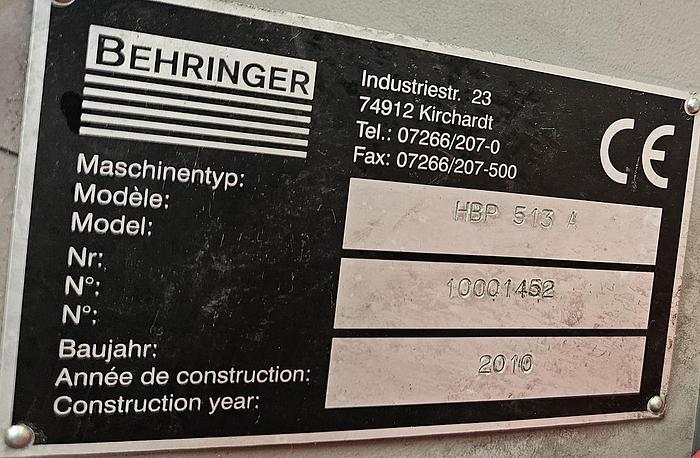 BEHRINGER
Industriestr. 23
74912 Kirchardt
Tel.: 07266/207-0
Fax: 07266/207-500
CE
Maschinentyp:
Modèle:
Model:
HBP 513 A
Nr:
N°:
N°:
10001452
Baujahr:
Année de construction:
Construction year:
2010